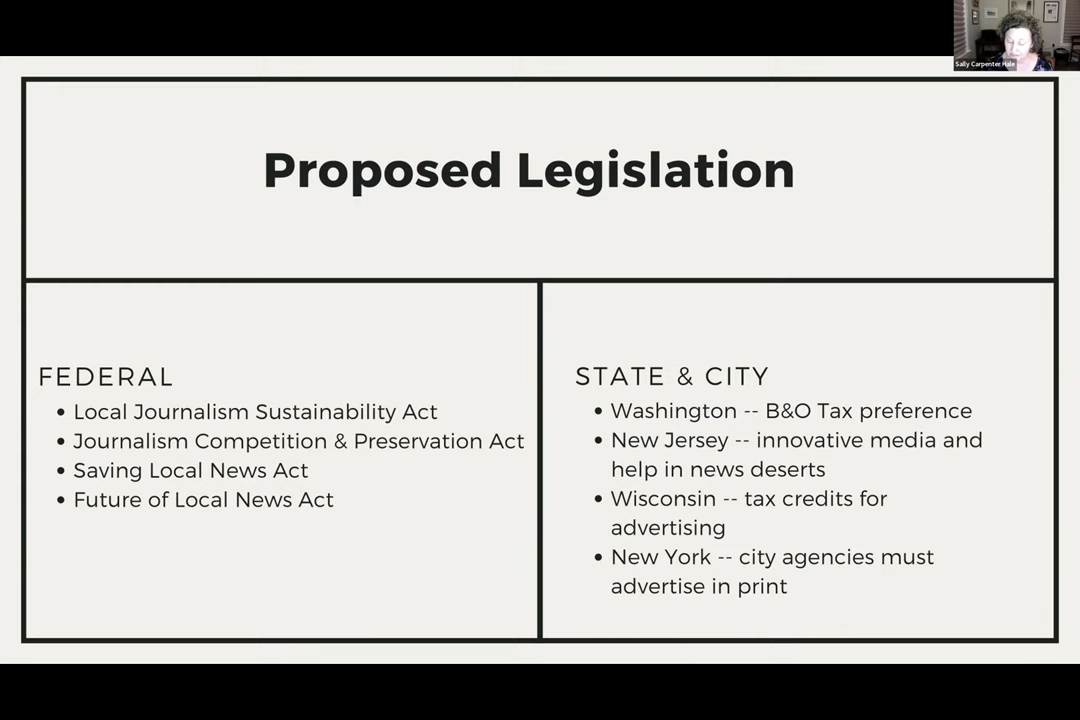 Sally Carpenter Hale
Proposed Legislation
FEDERAL
• Local Journalism Sustainability Act
• Journalism Competition & Preservation Act
• Saving Local News Act
• Future of Local News Act
STATE & CITY
• Washington -- B&O Tax preference
• New Jersey -- innovative media and
help in news deserts
• Wisconsin -- tax credits for
advertising
• New York -- city agencies must
advertise in print